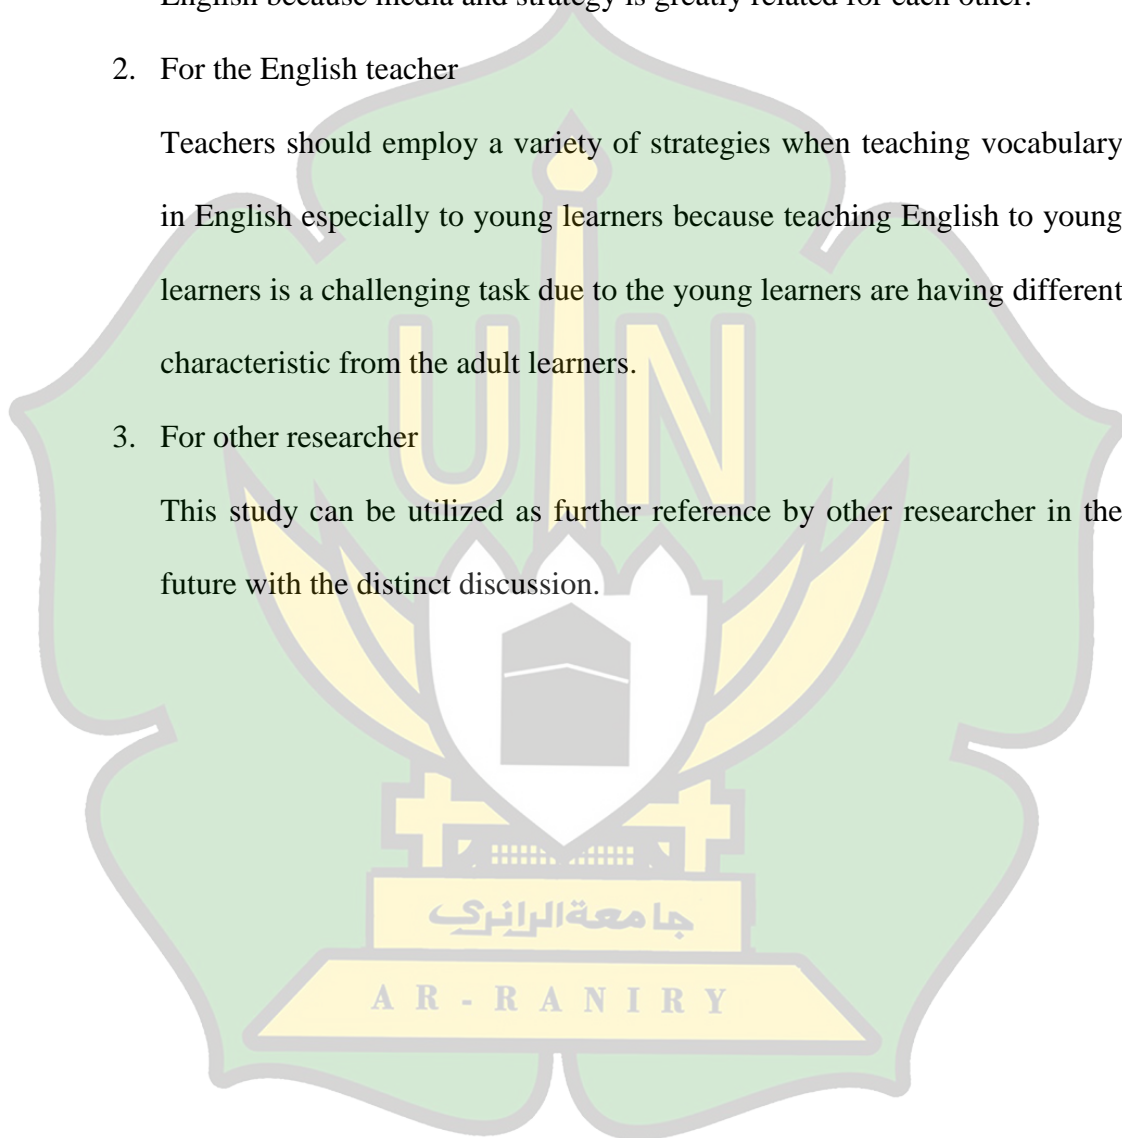 English because media and strategy is greatly related for each other.
2. For the English teacher
Teachers should employ a variety of strategies when teaching vocabulary
in English especially to young learners because teaching English to young
learners is a challenging task due to the young learners are having different
characteristic from the adult learners.
3. For other researcher
This study can be utilized as further reference by other researcher in the
future with the distinct discussion.
UIN
جامعةالرانري
AR-RANIRY